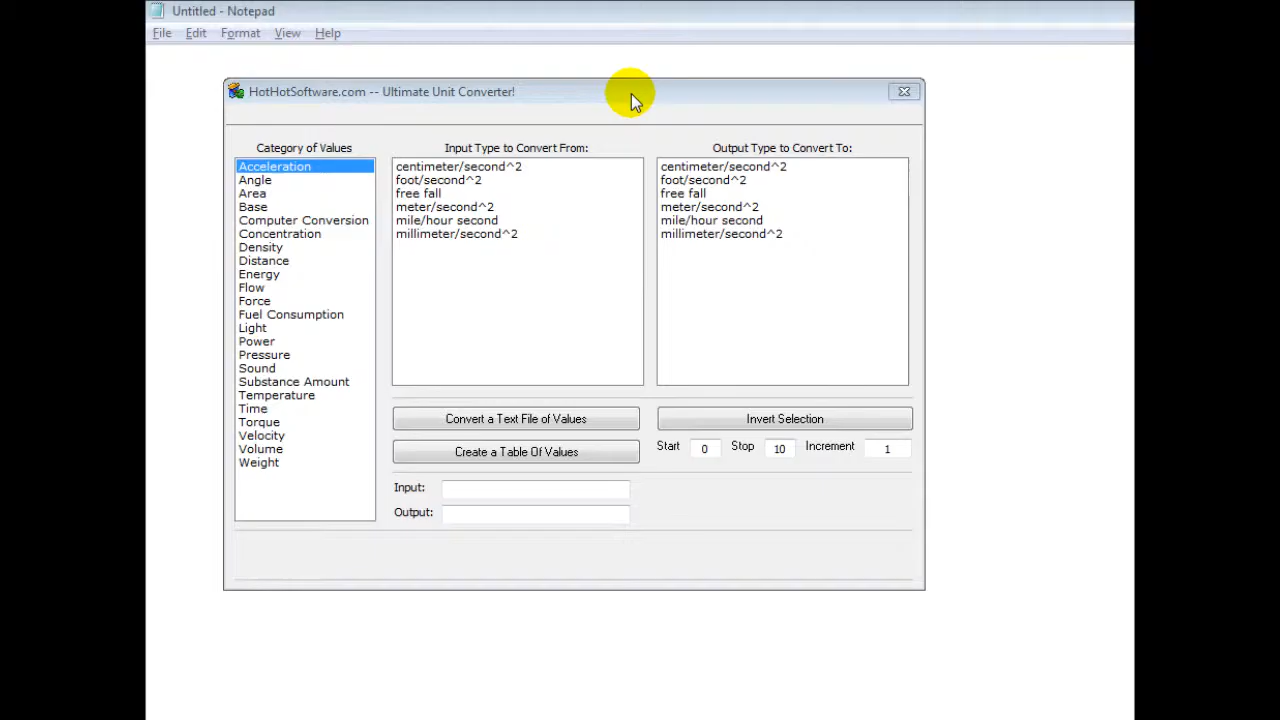 Untitled - Notepad
File Edit Format View Help
HotHotSoftware.com -- Ultimate Unit Converter!
Category of Values
Acceleration
Angle
Area
Base
Computer Conversion
Concentration
Density
Distance
Energy
Flow
Force
Fuel Consumption
Light
Power
Pressure
Sound
Substance Amount
Temperature
Time
Torque
Velocity
Volume
Weight
Input Type to Convert From:
centimeter/second^2
foot/second^2
free fall
meter/second^2
mile/hour second
millimeter/second^2
Output Type to Convert To:
centimeter/second^2
foot/second^2
free fall
meter/second^2
mile/hour second
millimeter/second^2
Convert a Text File of Values
Invert Selection
Create a Table Of Values
Start 0 Stop 10 Increment 1
Input:
Output: